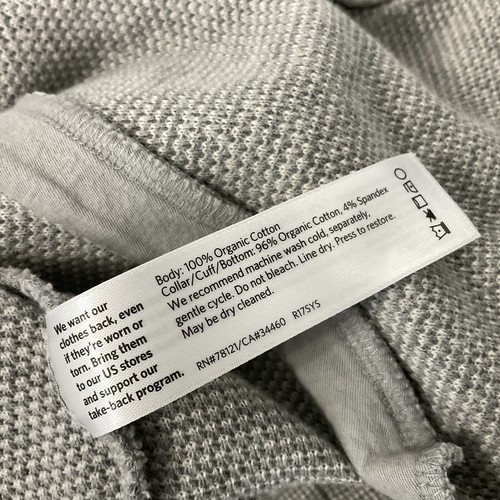 We want our
clothes back, even
if they're worn or
torn. Bring them
to our US stores
and support our
take-back program.
Body: 100% Organic Cotton
Collar/Cuff/Bottom: 96% Organic Cotton, 4% Spandex
We recommend machine wash cold, separately,
gentle cycle. Do not bleach. Line dry. Press to restore.
May be dry cleaned.
RN#78121/CA#34460 R17SYS